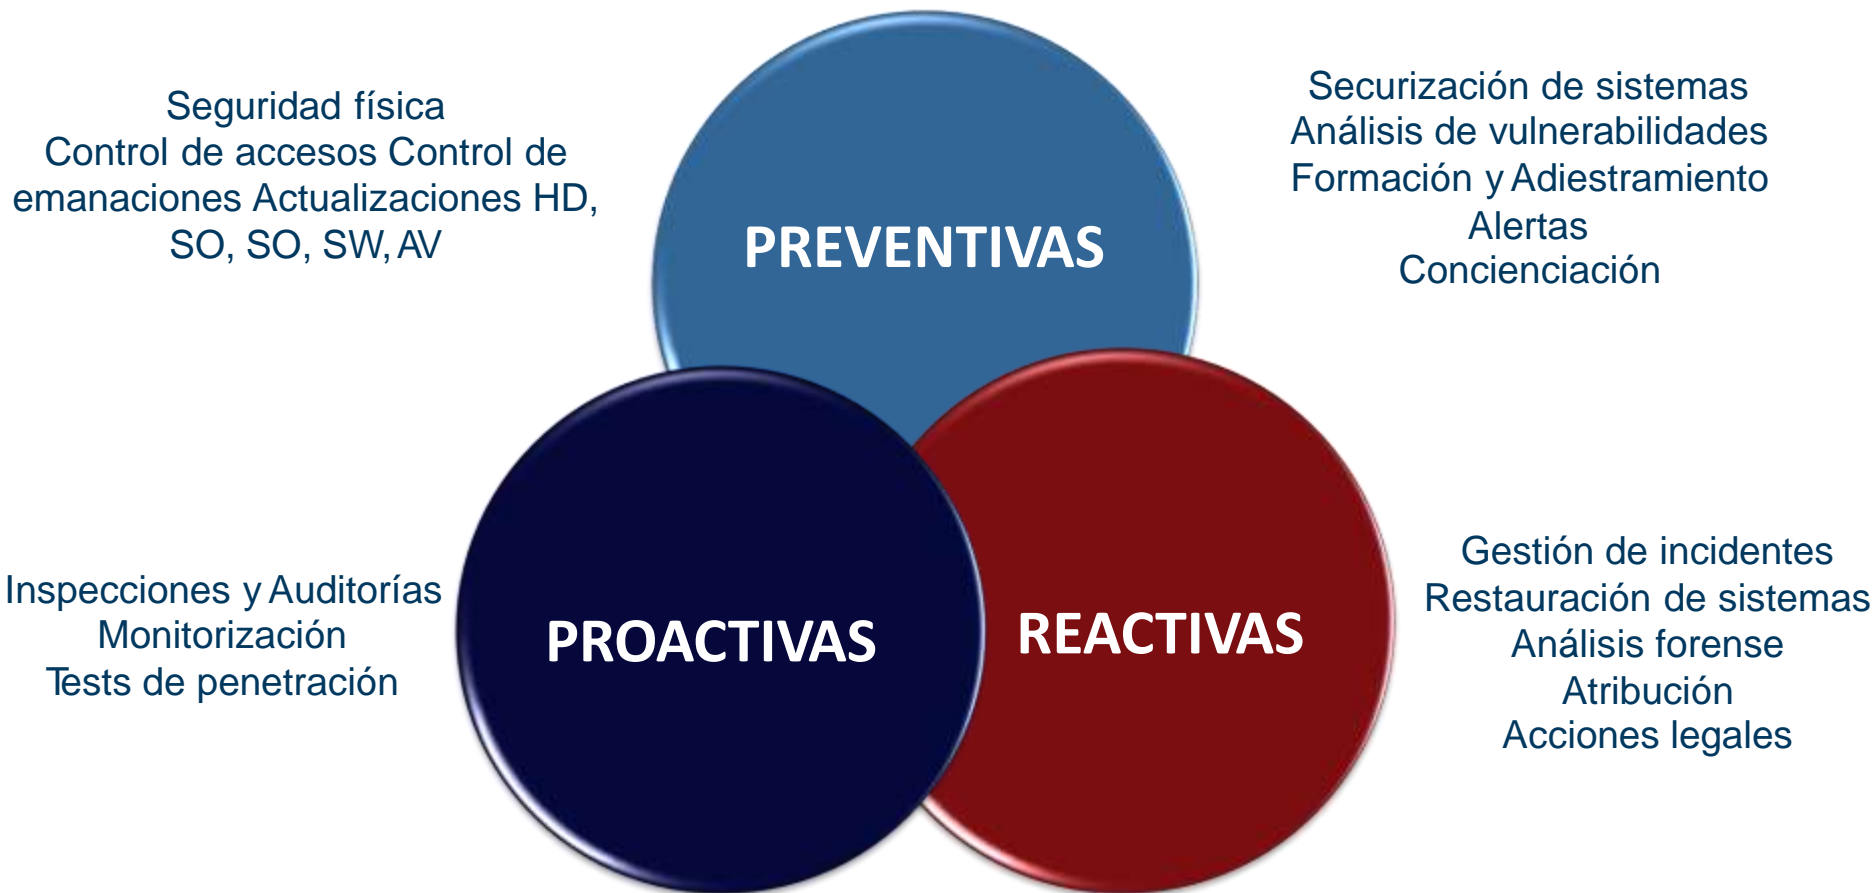 Seguridad física
Control de accesos Control de
emanaciones Actualizaciones HD,
SO, SO, SW, AV
PREVENTIVAS
Securización de sistemas
Análisis de vulnerabilidades
Formación y Adiestramiento
Alertas
Concienciación
Inspecciones y Auditorías
Monitorización
Tests de penetración
PROACTIVAS
REACTIVAS
Gestión de incidentes
Restauración de sistemas
Análisis forense
Atribución
Acciones legales